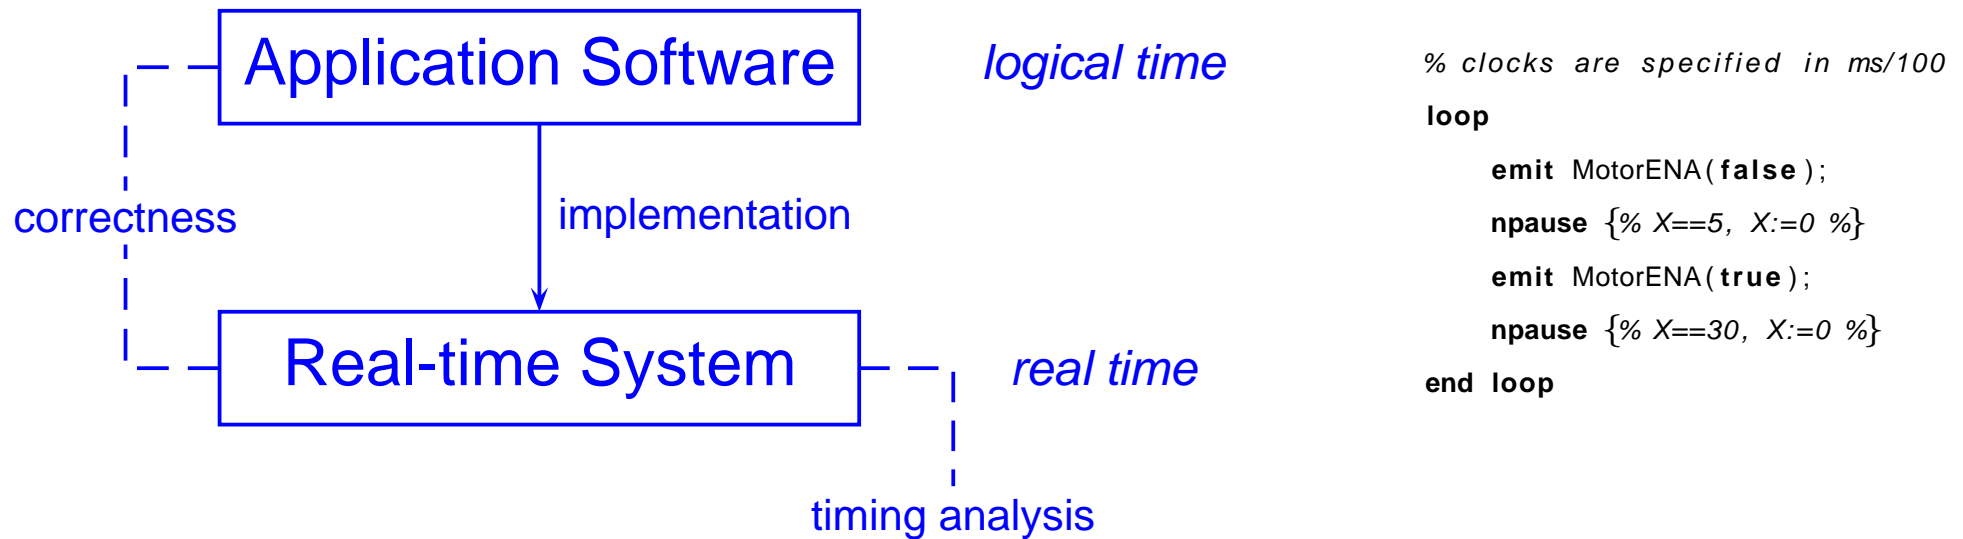 Application Software
logical time
correctness
implementation
Real-time System
real time
timing analysis
% clocks are specified in ms/100
loop
emit MotorENA(false);
npause {% X==5, X:=0 %}
emit MotorENA(true);
npause {% X==30, X:=0 %}
end loop